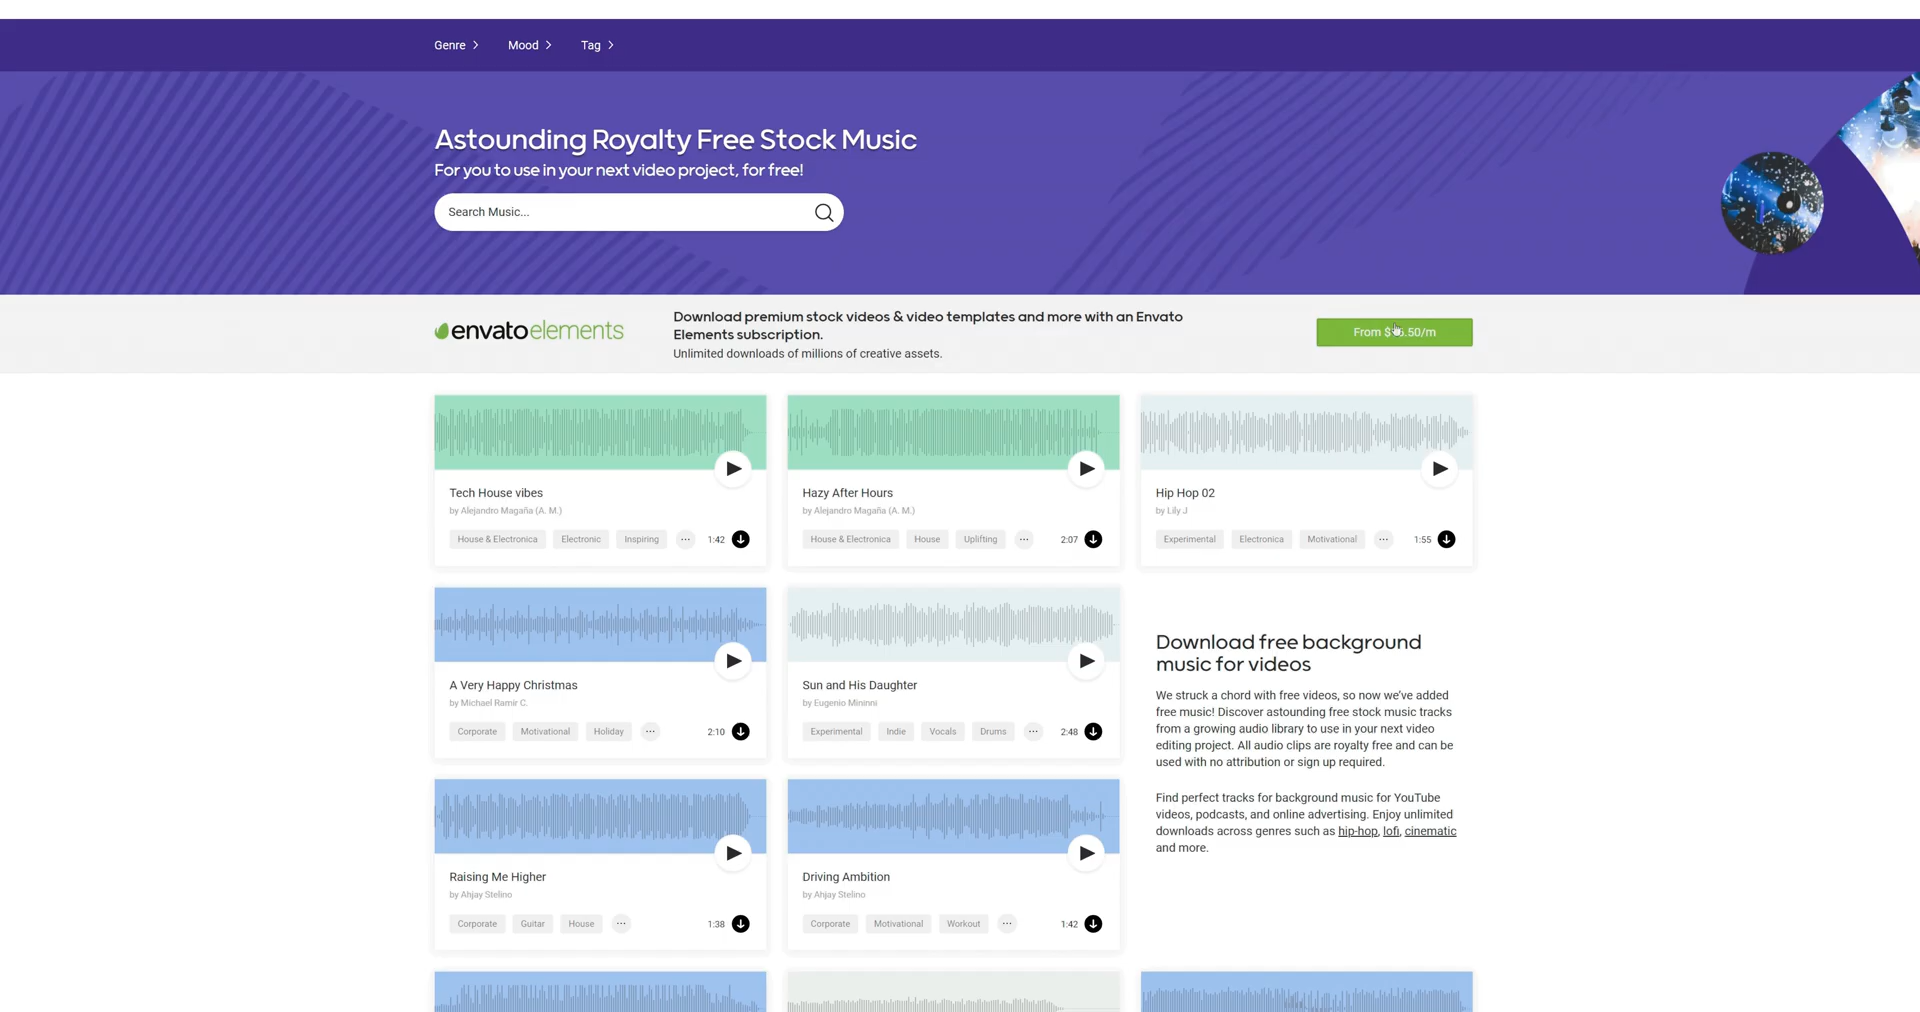 Genre
Mood
Tag
Astounding Royalty Free Stock Music
For you to use in your next video project, for free!
Search Music...
envatoelements
Download premium stock videos & video templates and more with an Envato
Elements subscription.
Unlimited downloads of millions of creative assets.
From
Tech House vibes
by Alejandro Magaña (A. M.)
House & Electronica
Electronic
Inspiring
...
1:42
Hazy After Hours
by Alejandro Magaña (A. M.)
House & Electronica
House
Uplifting
...
2:07
Hip Hop 02
by Lily J
Experimental
Electronica
Motivational
...
1:55
A Very Happy Christmas
by Michael Ramir C.
Corporate
Motivational
Holiday
...
2:10
Sun and His Daughter
by Eugenio Mininni
Experimental
Indie
Vocals
Drums
...
2:48
Download free background
music for videos
We struck a chord with free videos, so now we've added
free music! Discover astounding free stock music tracks
from a growing audio library to use in your next video
editing project. All audio clips are royalty free and can be
used with no attribution or sign up required.
Find perfect tracks for background music for YouTube
videos, podcasts, and online advertising. Enjoy unlimited
downloads across genres such as hip-hop, lofi, cinematic
and more.
Raising Me Higher
by Ahjay Stelino
Corporate
Guitar
House
...
1:38
Driving Ambition
by Ahjay Stelino
Corporate
Motivational
Workout
...
1:42